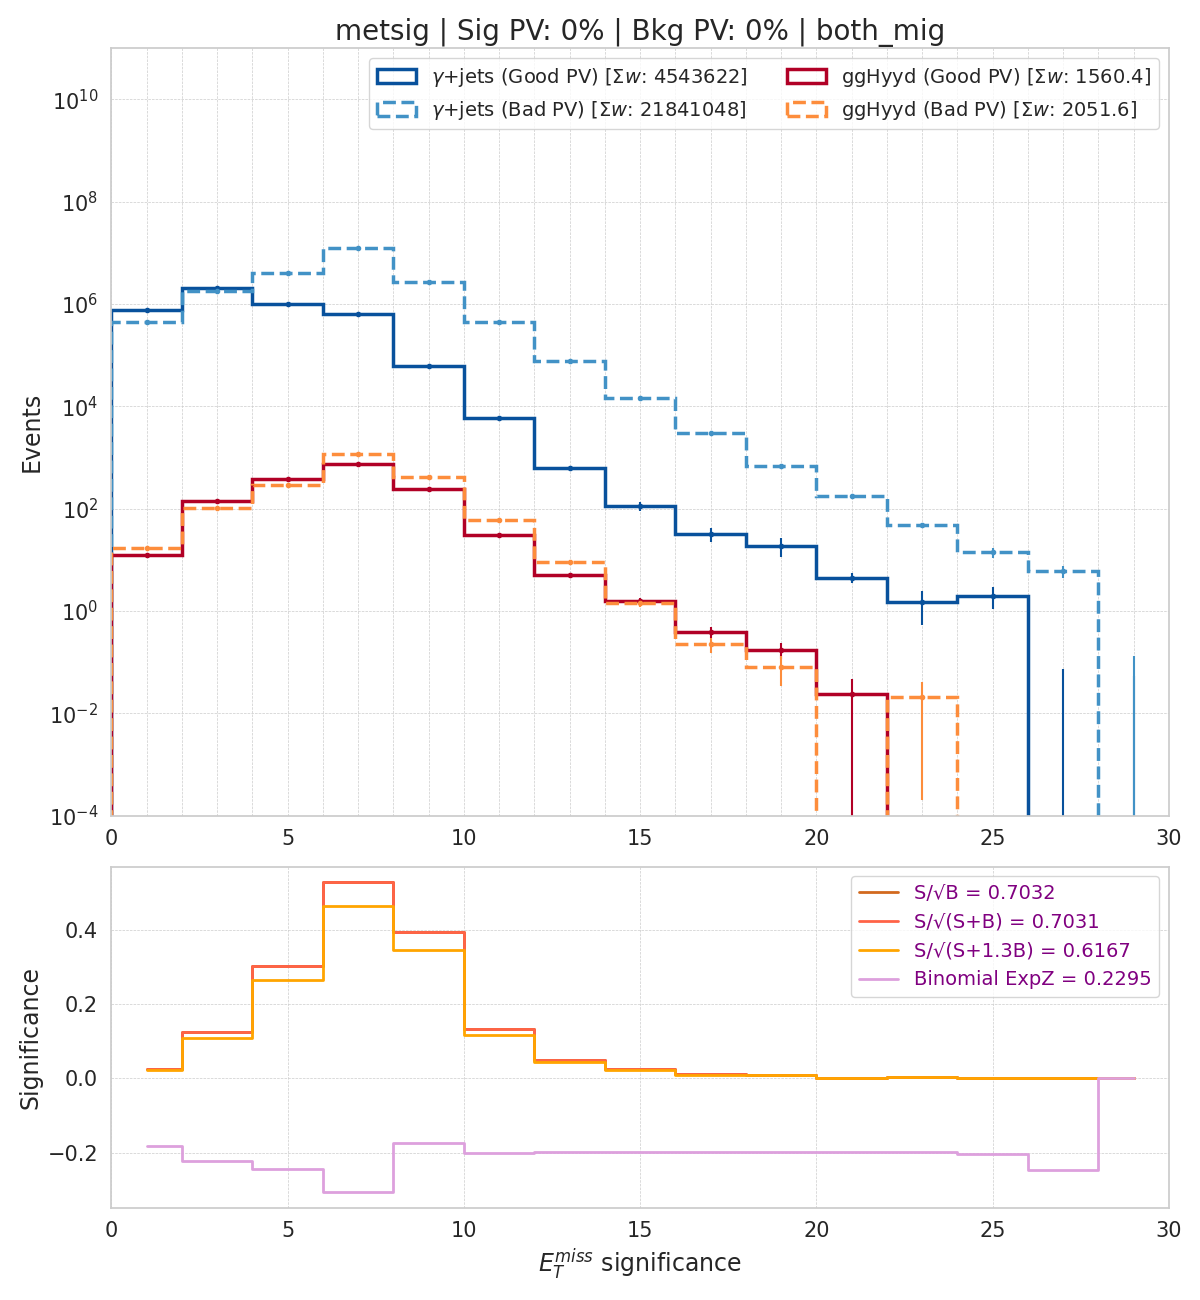 metsig | Sig PV: 0% | Bkg PV: 0% | both_mig
γ+jets (Good PV) [Σw: 4543622]
γ+jets (Bad PV) [Σw: 21841048]
ggHyyd (Good PV) [Σw: 1560.4]
ggHyyd (Bad PV) [Σw: 2051.6]
Events
10^10
10^8
10^6
10^4
10^2
10^0
10^−2
10^−4
0 5 10 15 20 25 30
S/√B = 0.7032
S/√(S+B) = 0.7031
S/√(S+1.3B) = 0.6167
Binomial ExpZ = 0.2295
Significance
0.4
0.2
0.0
−0.2
0 5 10 15 20 25 30
E_T^miss significance